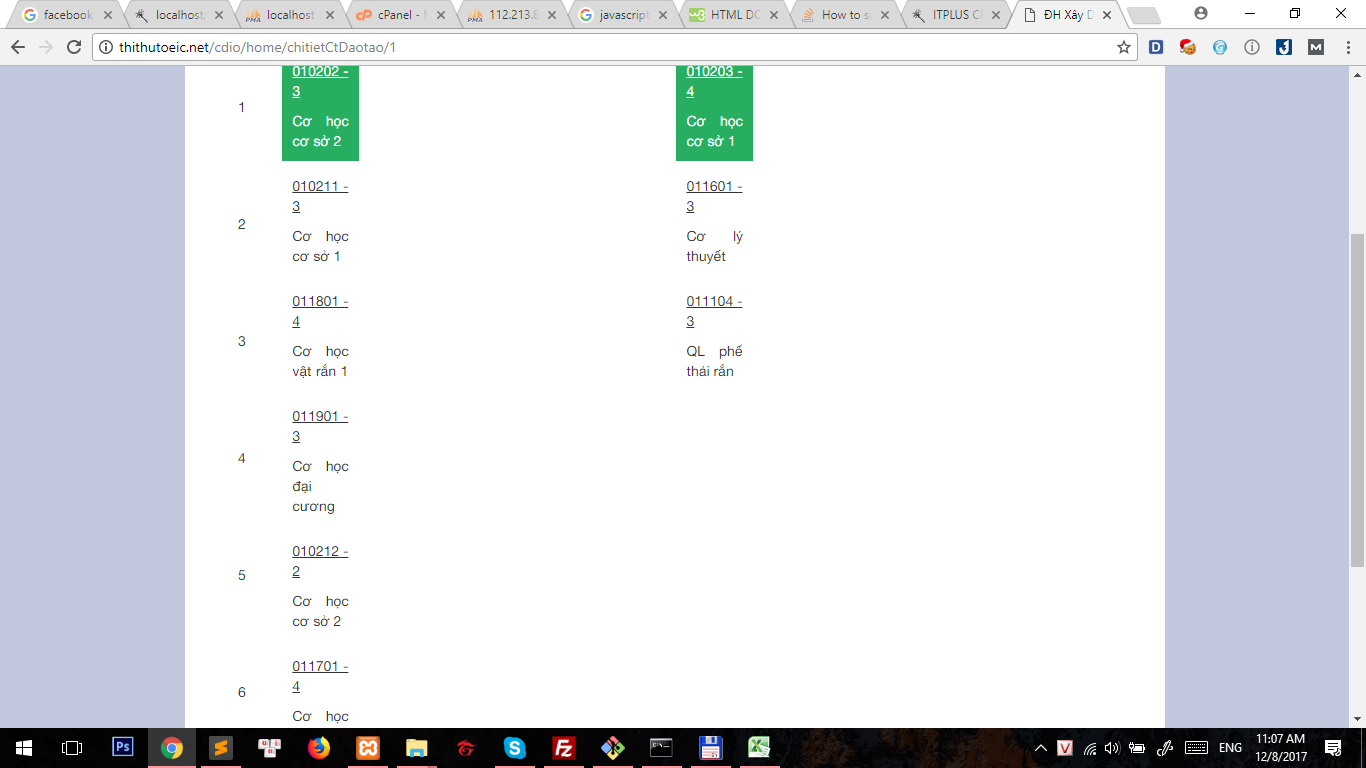 facebook
localhost
localhost
cPanel - M
112.213.8
javascript
HTML DO
How to su
ITPLUS C
ĐH Xây D
thithutoeic.net/cdio/home/chitietCtDaotao/1
1
010202 -
3
Cơ học
cơ sở 2
010203 -
4
Cơ học
cơ sở 1
2
010211 -
3
Cơ học
cơ sở 1
011601 -
3
Cơ lý
thuyết
3
011801 -
4
Cơ học
vật rắn 1
011104 -
3
QL phế
thải rắn
4
011901 -
3
Cơ học
đại
cương
5
010212 -
2
Cơ học
cơ sở 2
6
011701 -
4
Cơ học
ENG
11:07 AM
12/8/2017